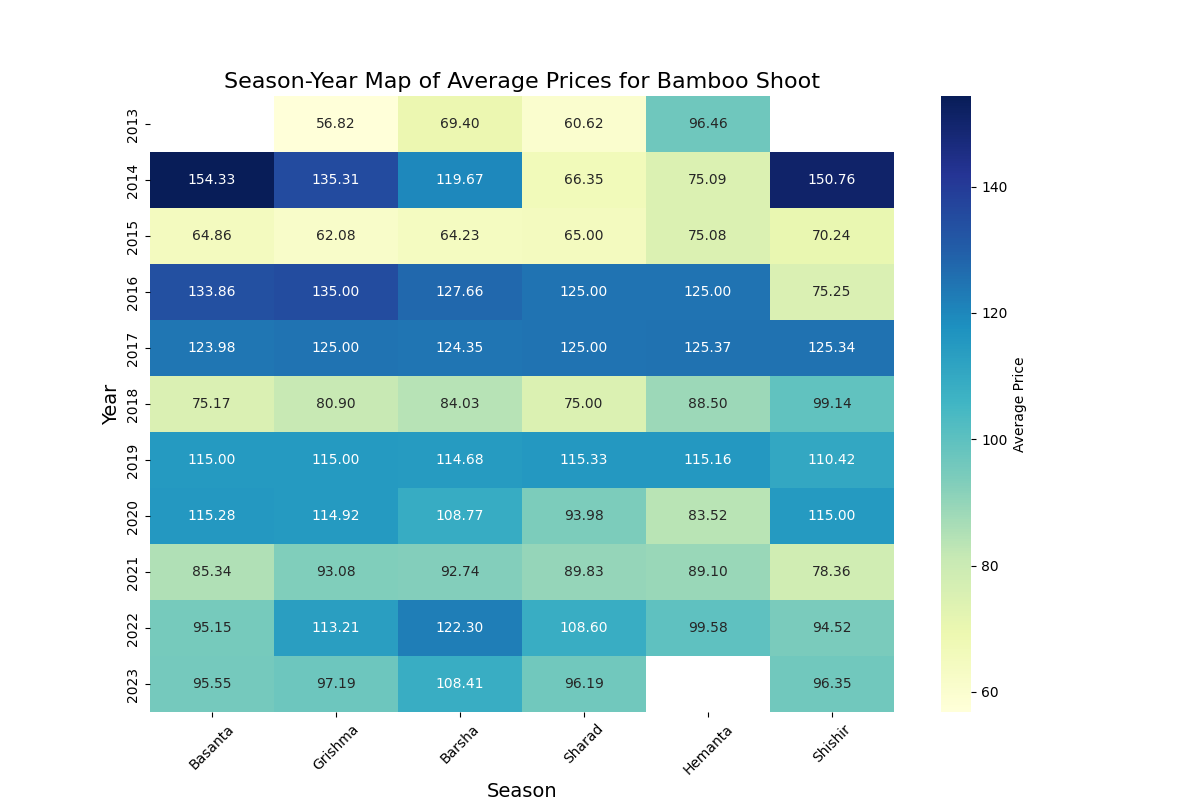 Season-Year Map of Average Prices for Bamboo Shoot
2013 56.82 69.40 60.62 96.46
2014 154.33 135.31 119.67 66.35 75.09 150.76
2015 64.86 62.08 64.23 65.00 75.08 70.24
2016 133.86 135.00 127.66 125.00 125.00 75.25
2017 123.98 125.00 124.35 125.00 125.37 125.34
2018 75.17 80.90 84.03 75.00 88.50 99.14
2019 115.00 115.00 114.68 115.33 115.16 110.42
2020 115.28 114.92 108.77 93.98 83.52 115.00
2021 85.34 93.08 92.74 89.83 89.10 78.36
2022 95.15 113.21 122.30 108.60 99.58 94.52
2023 95.55 97.19 108.41 96.19 96.35
Year
Basanta Grishma Barsha Sharad Hemanta Shishir
Season
140
120
100
80
60
Average Price